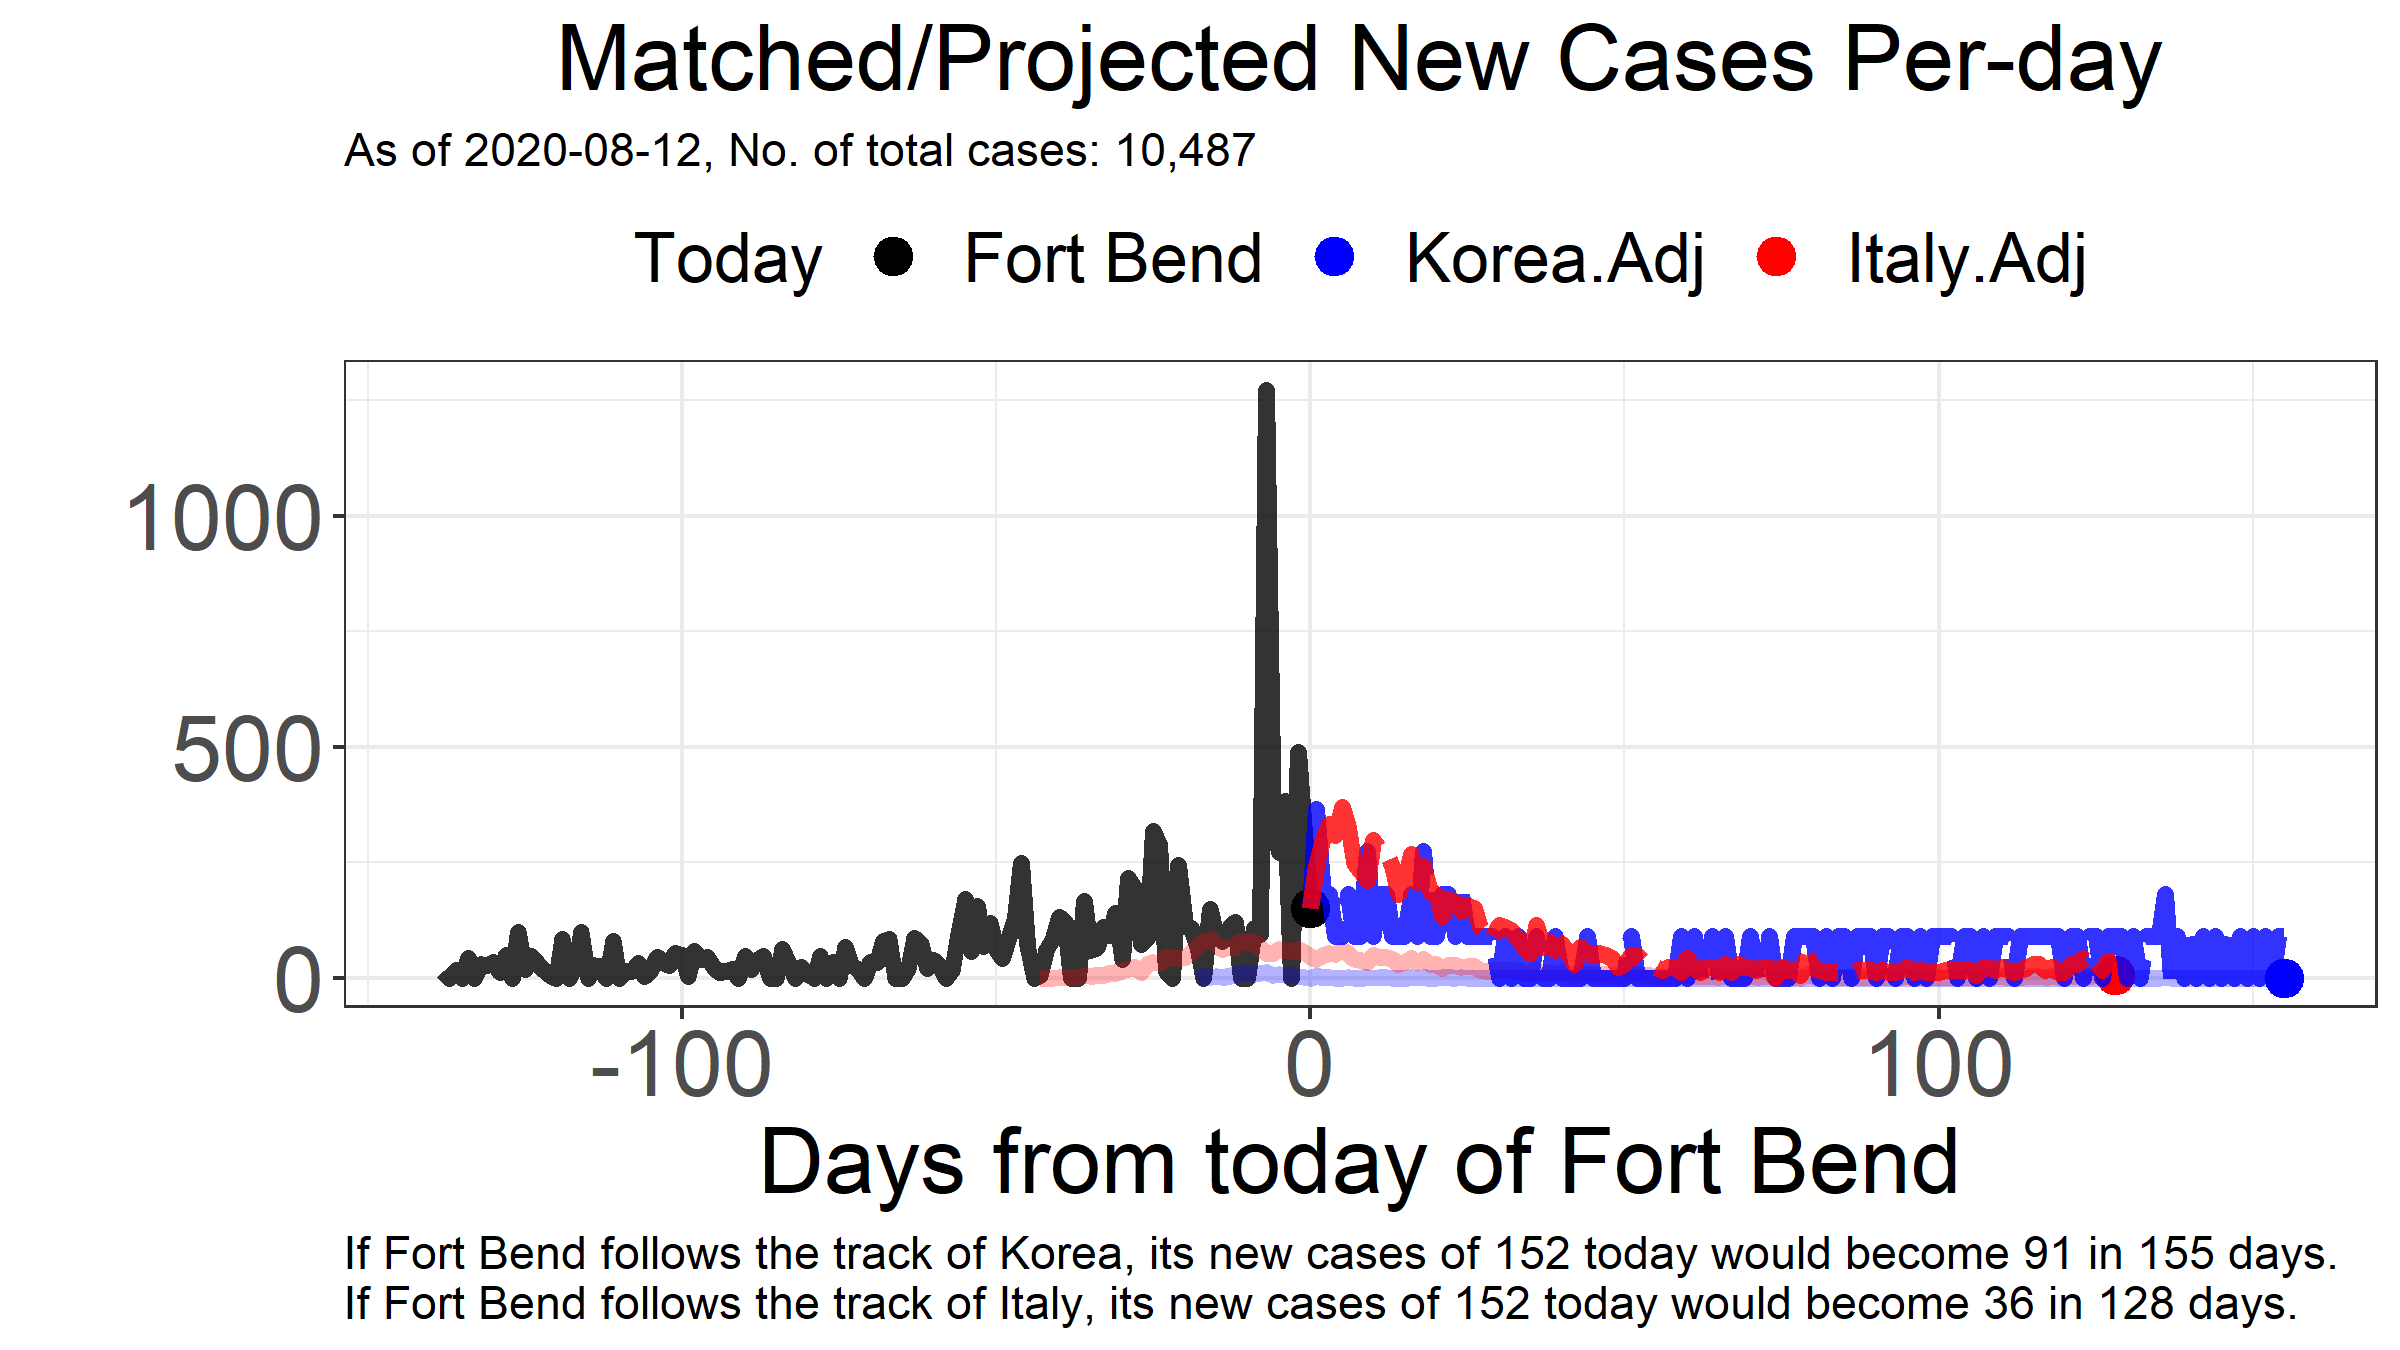 Matched/Projected New Cases Per-day
As of 2020-08-12, No. of total cases: 10,487
Today Fort Bend Korea.Adj Italy.Adj
1000
500
0
-100 0 100
Days from today of Fort Bend
If Fort Bend follows the track of Korea, its new cases of 152 today would become 91 in 155 days.
If Fort Bend follows the track of Italy, its new cases of 152 today would become 36 in 128 days.